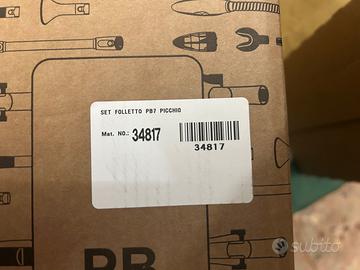 SET FOLLETTO PB7 PICCHIO
Mat. NO.: 34817
34817
PB
subito